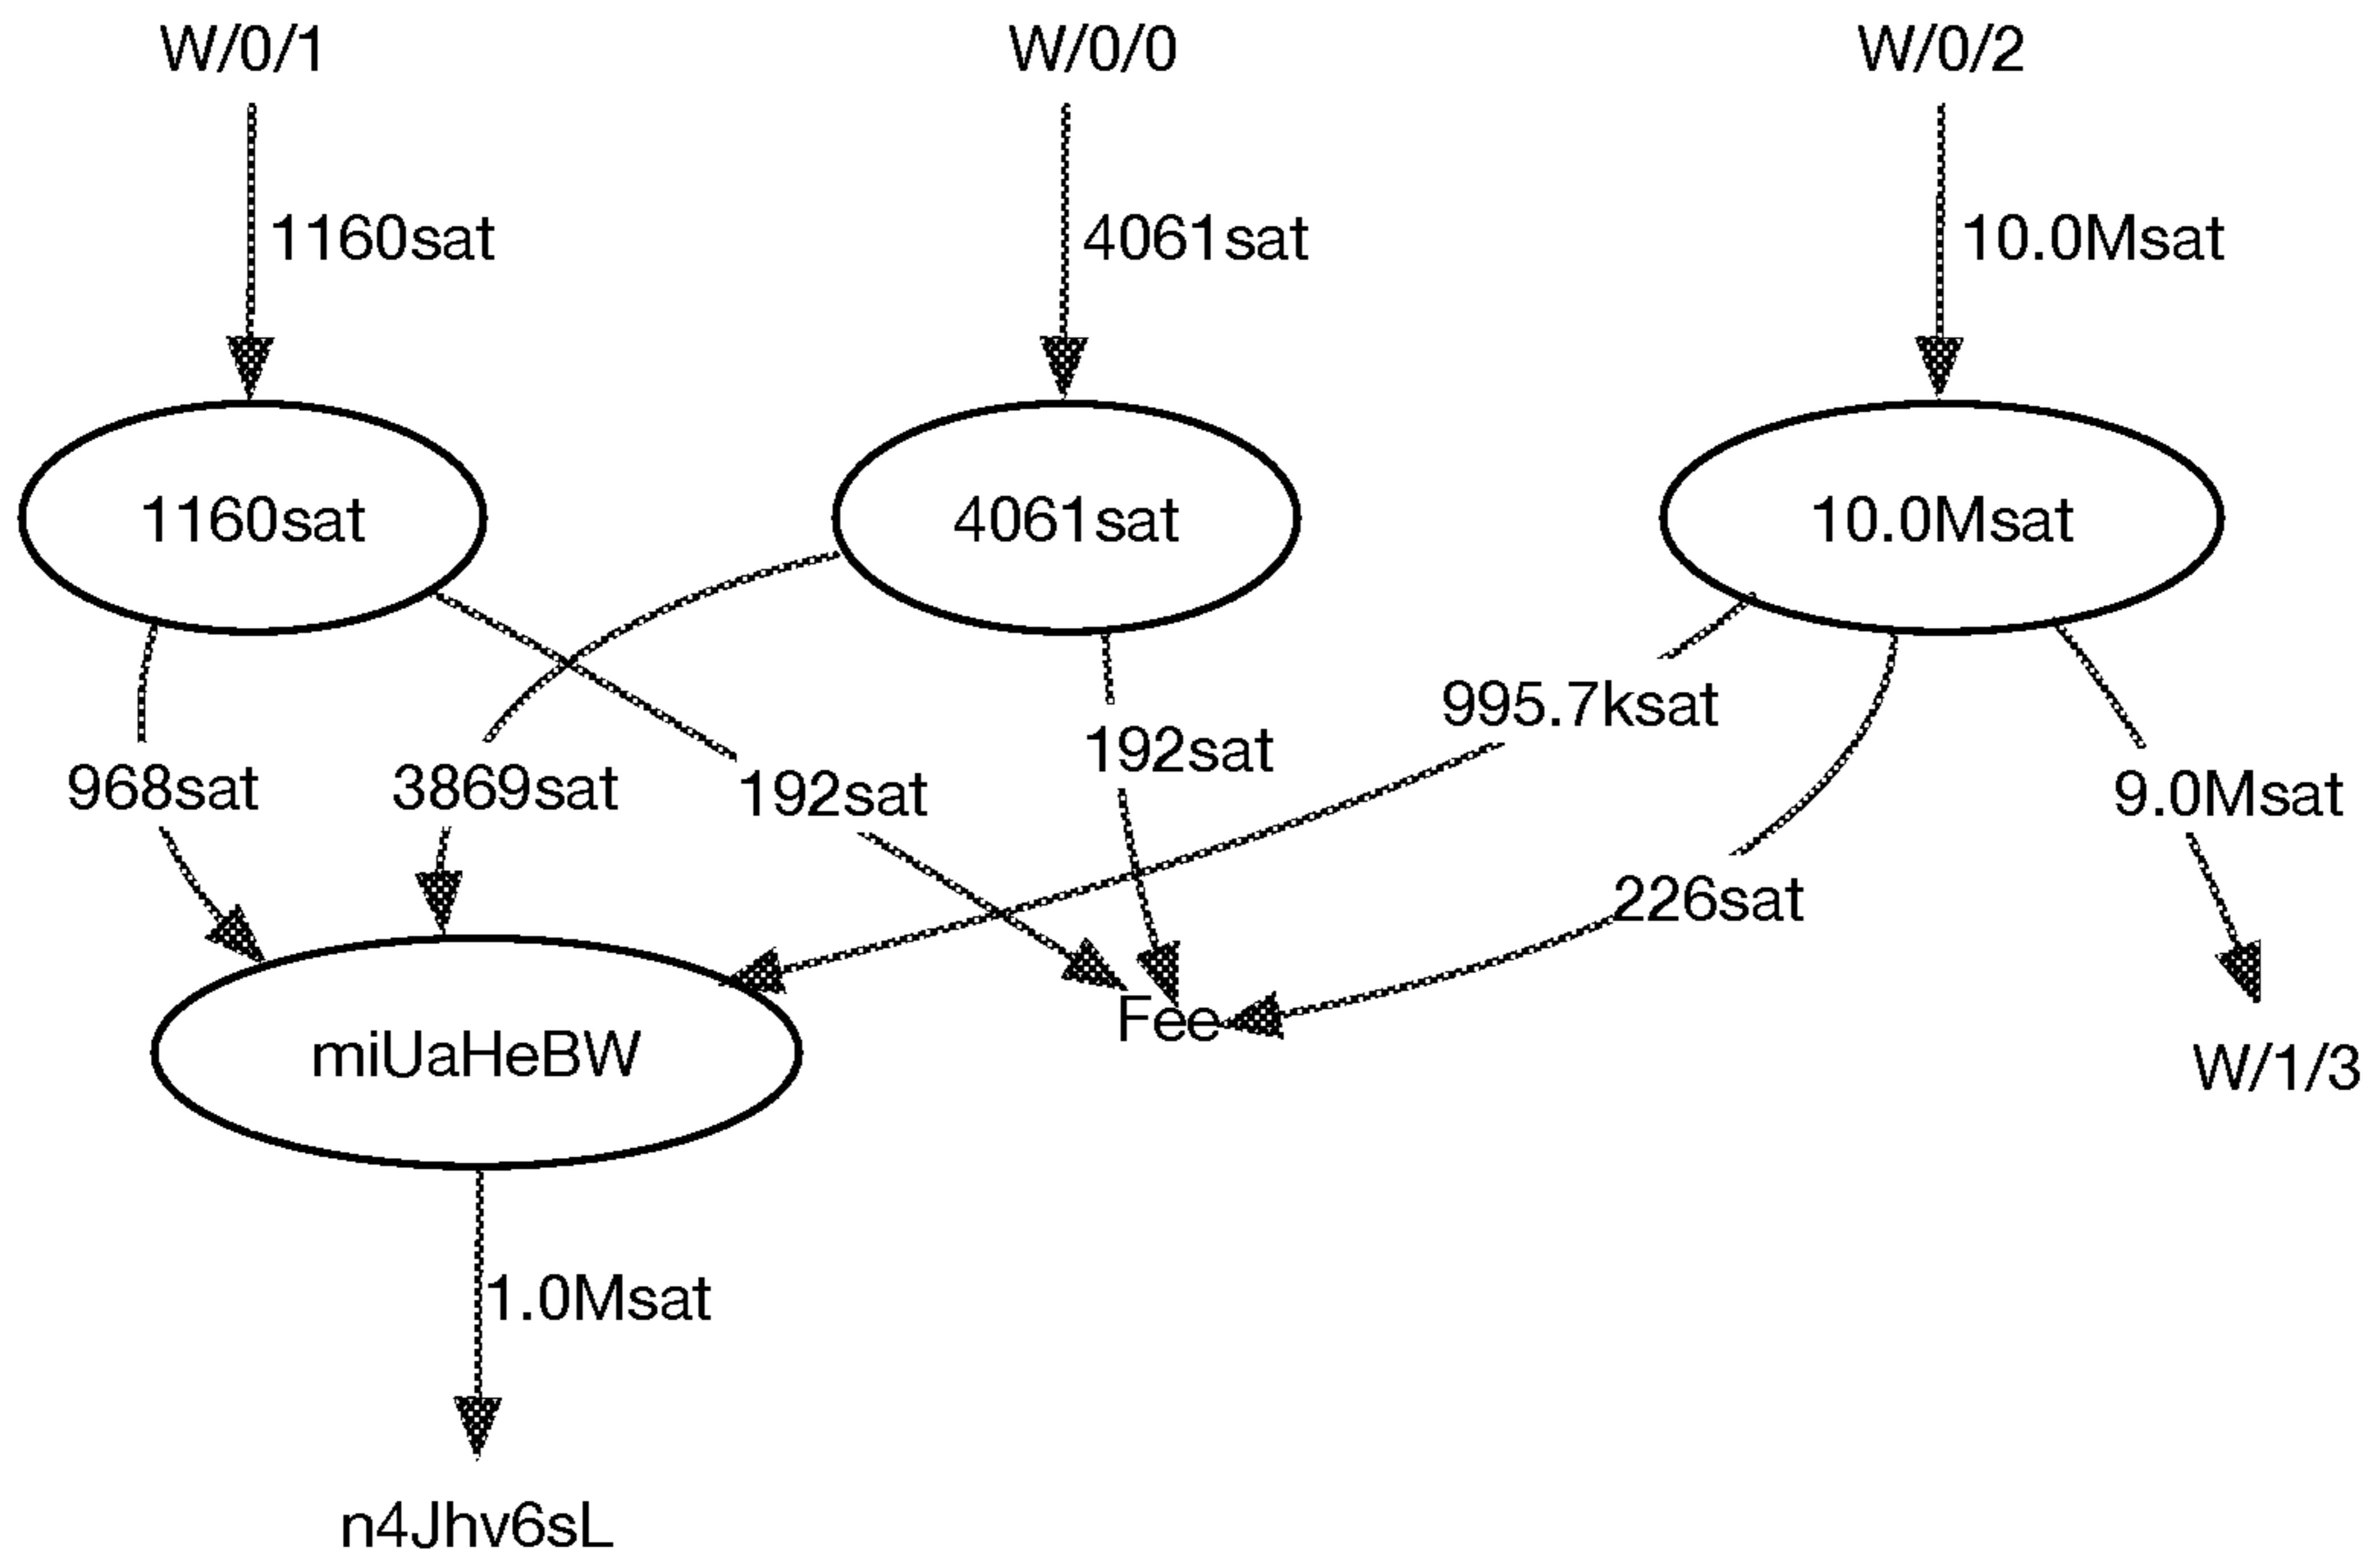 W/0/1
W/0/0
W/0/2
1160sat
4061sat
10.0Msat
1160sat
4061sat
10.0Msat
995.7ksat
192sat
968sat
3869sat
192sat
9.0Msat
226sat
Fee
miUaHeBW
W/1/3
1.0Msat
n4Jhv6sL